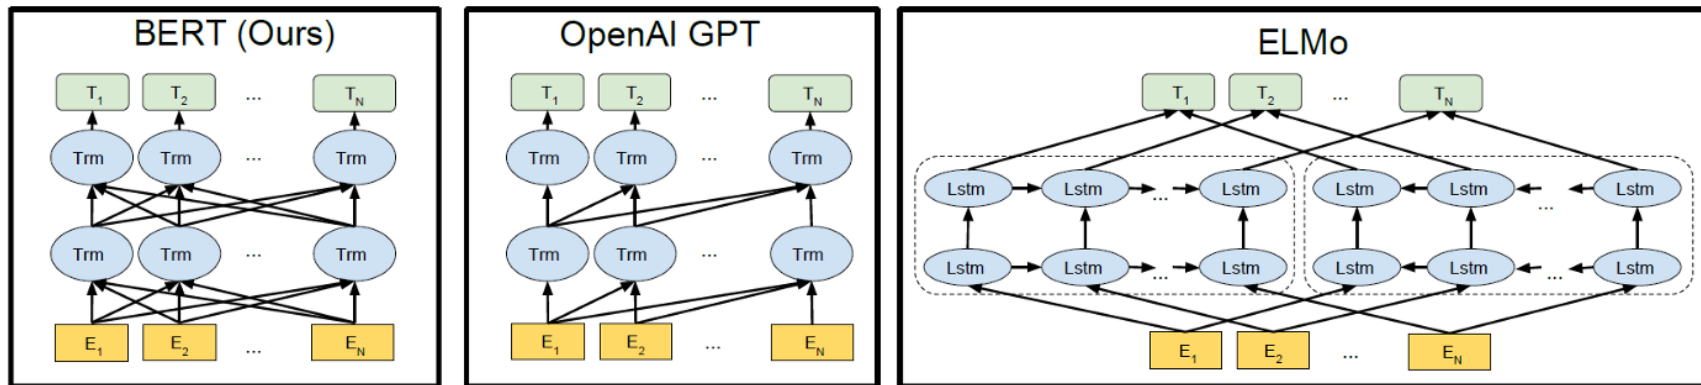 BERT (Ours)
T1 T2 ... TN
Trm Trm ... Trm
Trm Trm ... Trm
E1 E2 ... EN
OpenAI GPT
T1 T2 ... TN
Trm Trm ... Trm
Trm Trm ... Trm
E1 E2 ... EN
ELMo
T1 T2 ... TN
Lstm Lstm ... Lstm Lstm Lstm ... Lstm
Lstm Lstm ... Lstm Lstm Lstm ... Lstm
E1 E2 ... EN